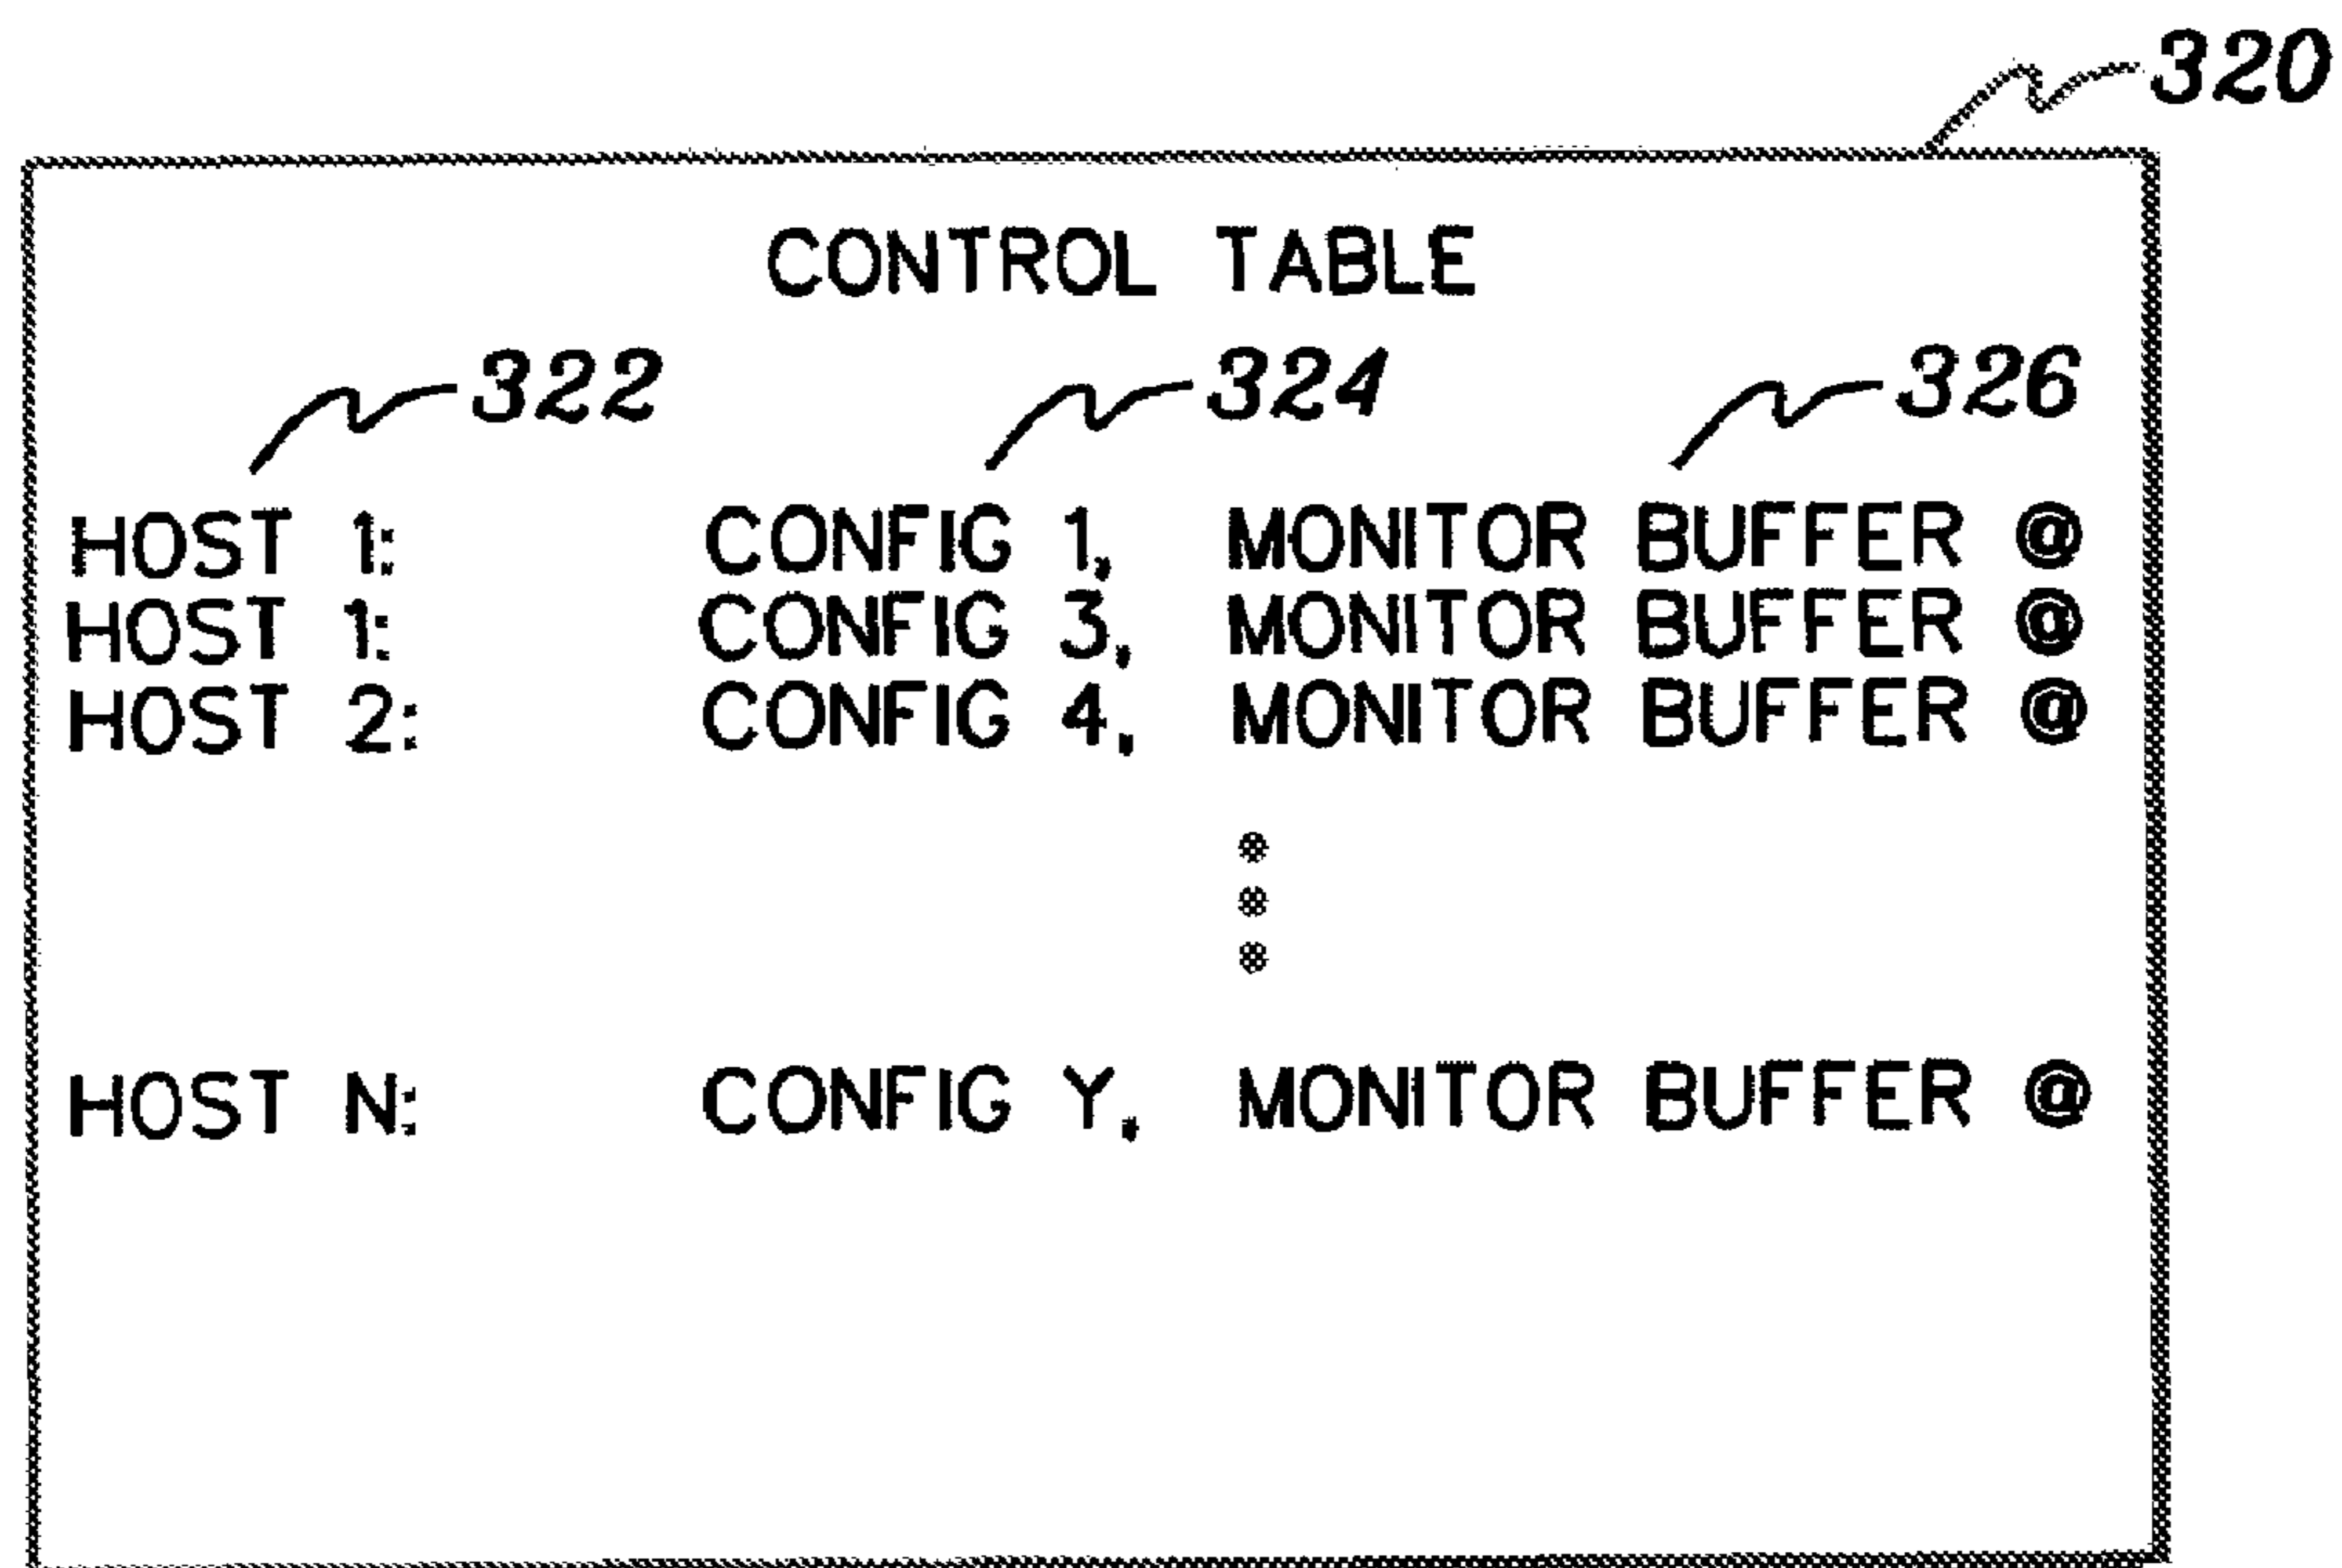 320
CONTROL TABLE
322 324 326
HOST 1: CONFIG 1, MONITOR BUFFER @
HOST 1: CONFIG 3, MONITOR BUFFER @
HOST 2: CONFIG 4, MONITOR BUFFER @
HOST N: CONFIG Y, MONITOR BUFFER @